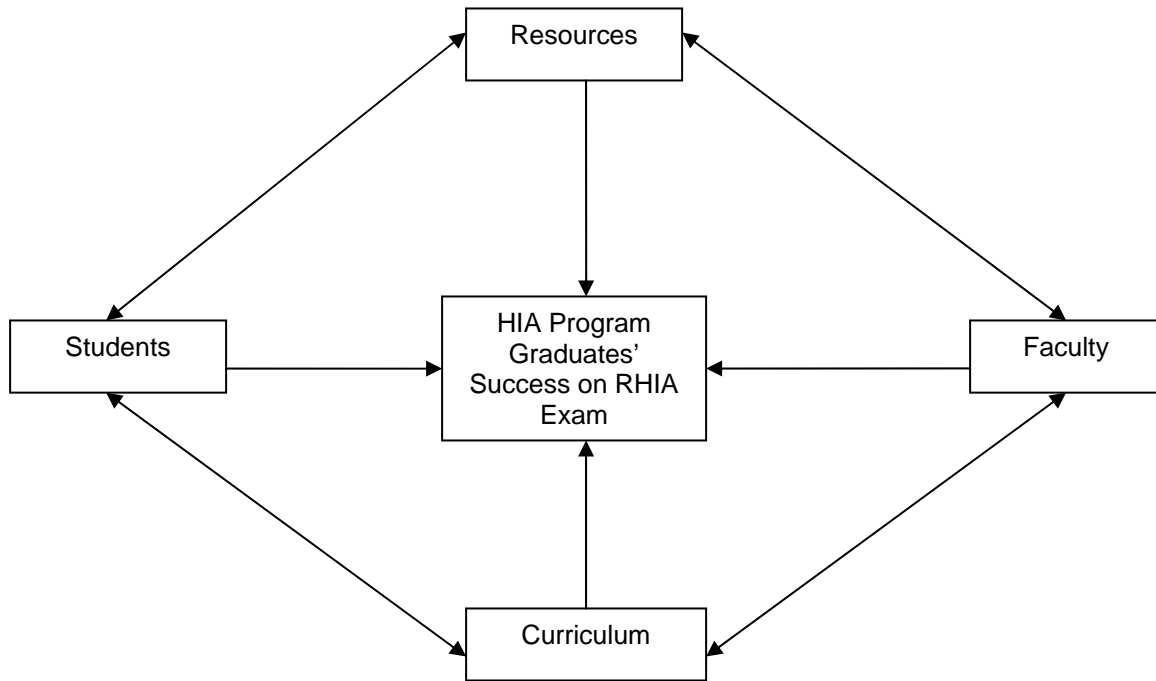 Resources
Students
HIA Program
Graduates’
Success on RHIA
Exam
Faculty
Curriculum